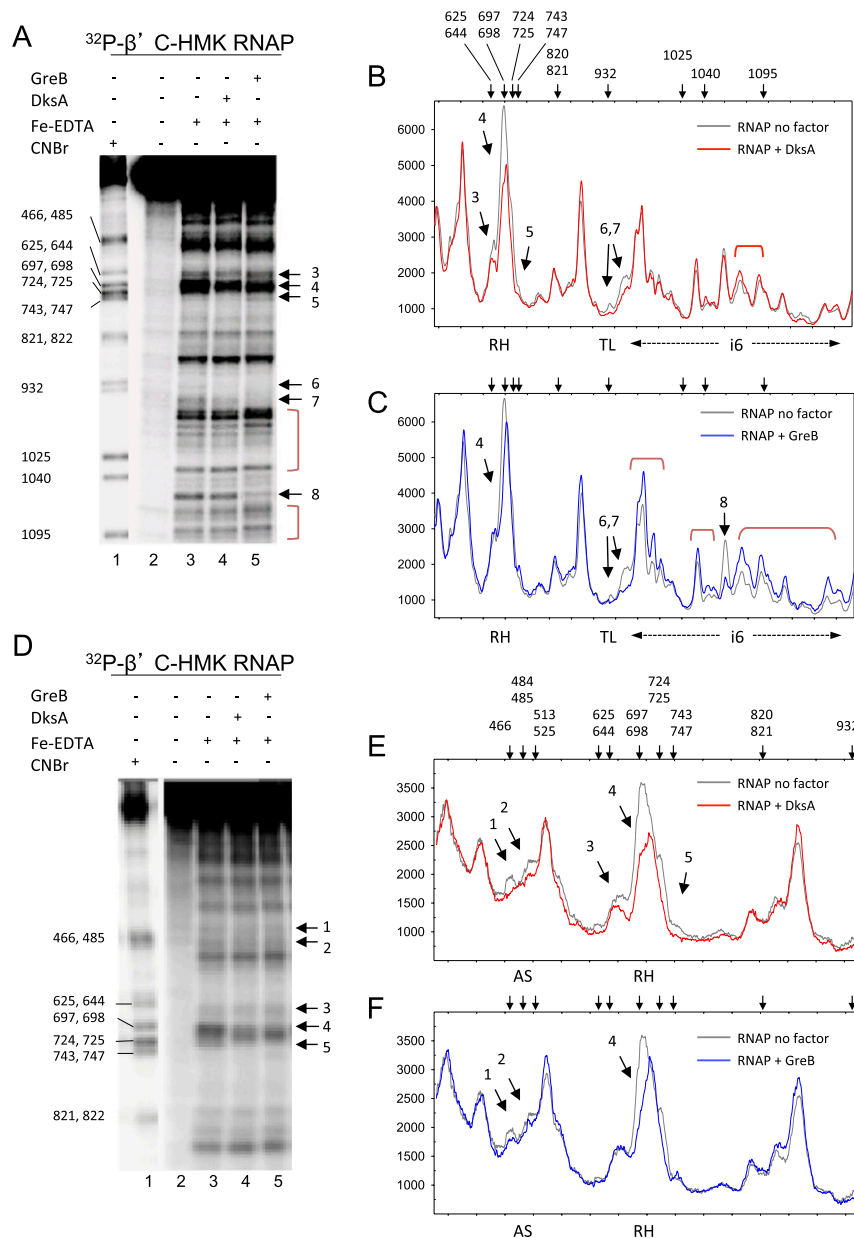 A
³²P-β’ C-HMK RNAP
GreB - - - - +
DksA - - - + -
Fe-EDTA - - + + +
CNBr + - - - -
466, 485
625, 644
697, 698
724, 725
743, 747
821, 822
932
1025
1040
1095
3
4
5
6
7
8
1 2 3 4 5
B
625 697 724 743
644 698 725 747
820
821
932
1025
1040
1095
6000
5000
4000
3000
2000
1000
RNAP no factor
RNAP + DksA
4
3
5
6,7
RH TL i6
C
6000
5000
4000
3000
2000
1000
RNAP no factor
RNAP + GreB
4
6,7
8
RH TL i6
D
³²P-β’ C-HMK RNAP
GreB - - - +
DksA - - + -
Fe-EDTA - + + +
CNBr + - - - -
466, 485
625, 644
697, 698
724, 725
743, 747
821, 822
1
2
3
4
5
1 2 3 4 5
E
466
484
485
513
525
625
644
697
698
724
725
743
747
820
821
932
3500
3000
2500
2000
1500
1000
RNAP no factor
RNAP + DksA
1
2
3
4
5
AS RH
F
3500
3000
2500
2000
1500
1000
RNAP no factor
RNAP + GreB
1
2
4
AS RH